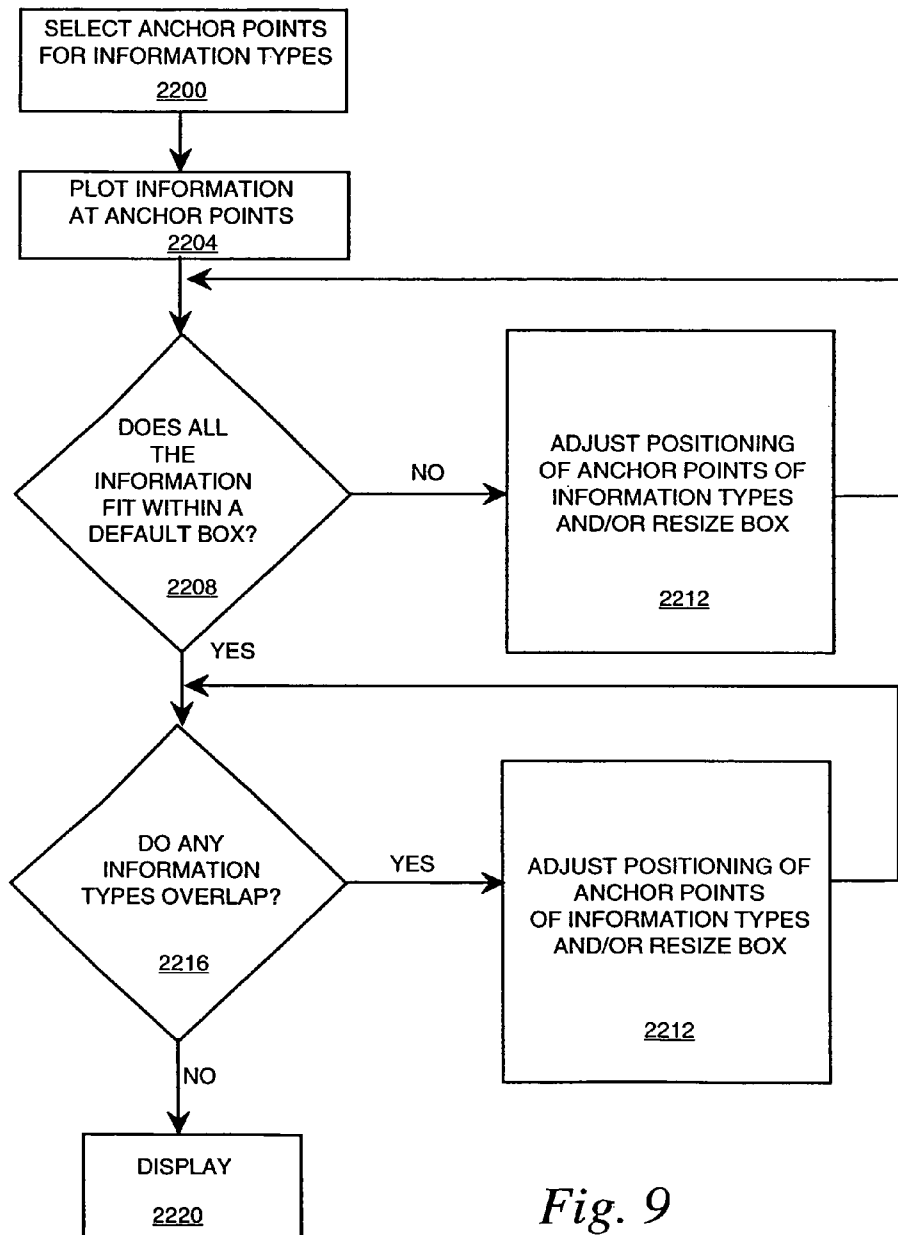 SELECT ANCHOR POINTS
FOR INFORMATION TYPES
2200
PLOT INFORMATION
AT ANCHOR POINTS
2204
DOES ALL
THE
INFORMATION
FIT WITHIN A
DEFAULT BOX?
2208
NO
ADJUST POSITIONING
OF ANCHOR POINTS OF
INFORMATION TYPES
AND/OR RESIZE BOX
2212
YES
DO ANY
INFORMATION
TYPES OVERLAP?
2216
YES
ADJUST POSITIONING OF
ANCHOR POINTS
OF INFORMATION TYPES
AND/OR RESIZE BOX
2212
NO
DISPLAY
2220
Fig. 9